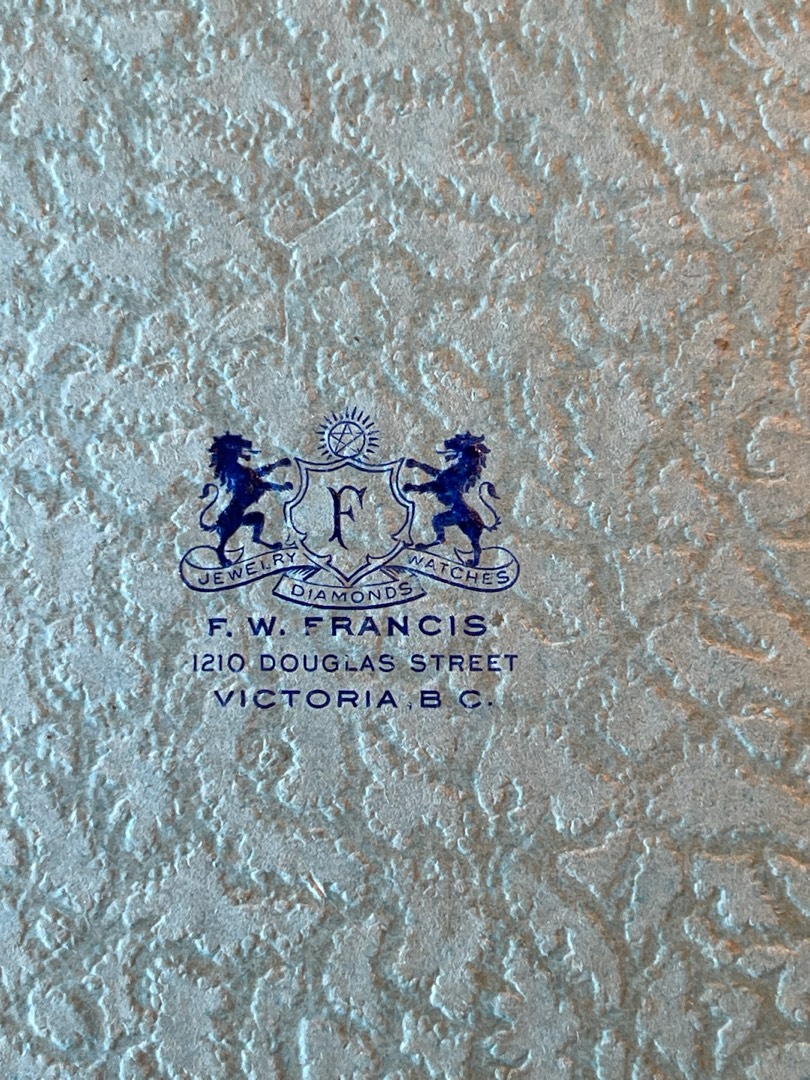 F
JEWELRY DIAMONDS WATCHES
F. W. FRANCIS
1210 DOUGLAS STREET
VICTORIA, B C.